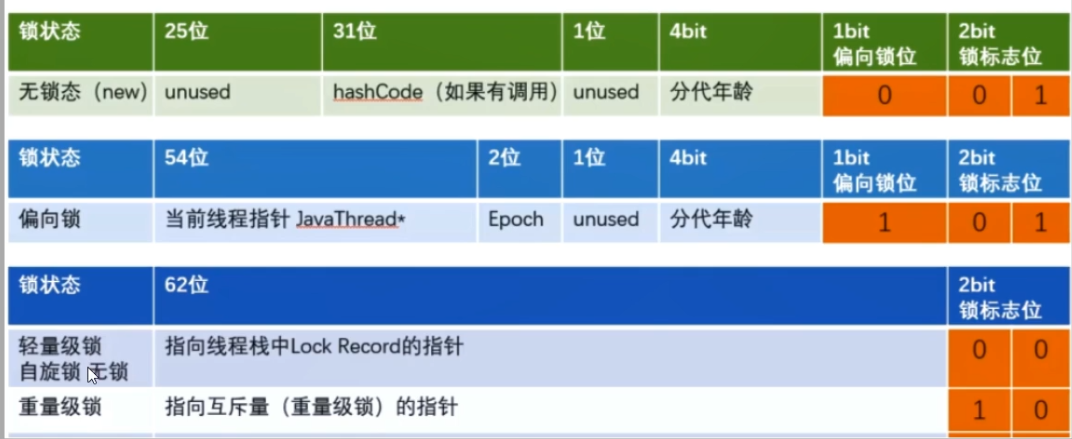 锁状态 25位 31位 1位 4bit 1bit 2bit
偏向锁位 锁标志位
无锁态（new） unused hashCode（如果有调用） unused 分代年龄 0 0 1
锁状态 54位 2位 1位 4bit 1bit 2bit
偏向锁位 锁标志位
偏向锁 当前线程指针 JavaThread* Epoch unused 分代年龄 1 0 1
锁状态 62位 2bit
锁标志位
轻量级锁 指向线程栈中Lock Record的指针 0 0
自旋锁 无锁
重量级锁 指向互斥量（重量级锁）的指针 1 0